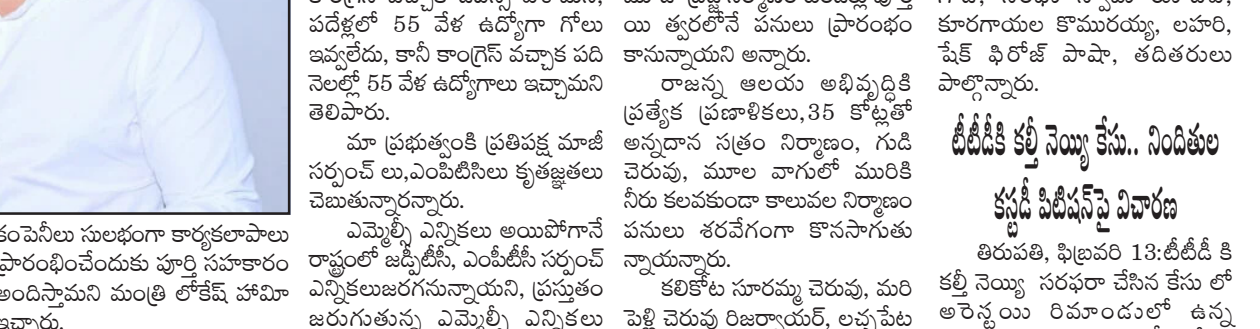 కంపెనీలు సులభంగా కార్యకలాపాలు
ప్రారంభించేందుకు పూర్తి సహకారం
అందిస్తామని మంత్రి లోకేష్ హామీ
ఇచ్చారు.
పదేళ్లలో 55 వేళ ఉద్యోగా గోలు
ఇవ్వలేదు, కానీ కాంగ్రెస్ వచ్చాక పది
నెలల్లో 55 వేళ ఉద్యోగాలు ఇచ్చామని
తెలిపారు.
మా ప్రభుత్వంకి ప్రతిపక్ష మాజీ
సర్పంచ్ లు,ఎంపిటిసిలు కృతజ్ఞతలు
చెబుతున్నారన్నారు.
ఎమ్మెల్సీ ఎన్నికలు అయిపోగానే
రాష్ట్రంలో జడ్పీటీసీ, ఎంపీటీసీ సర్పంచ్
ఎన్నికలుజరగనున్నాయని, ప్రస్తుతం
జరుగుతున్న ఎమ్మెల్సీ ఎన్నికలు
యి త్వరలోనే పనులు ప్రారంభం
కానున్నాయని అన్నారు.
రాజన్న ఆలయ అభివృద్ధికి
ప్రత్యేక ప్రణాళికలు,35 కోట్లతో
అన్నదాన సత్రం నిర్మాణం, గుడి
చెరువు, మూల వాగులో మురికి
నీరు కలవకుండా కాలువల నిర్మాణం
పనులు శరవేగంగా కొనసాగుతు
న్నాయన్నారు.
కలికోట సూరమ్మ చెరువు, మరి
పెళ్లి చెరువు రిజర్వాయర్, లచ్చపేట
కూరగాయల కొమురయ్య, లహరి,
షేక్ ఫిరోజ్ పాషా, తదితరులు
పాల్గొన్నారు.
టీటీడీకి కల్తీ నెయ్యి కేసు.. నిందితుల
కస్టడీ పిటిషన్‌పై విచారణ
తిరుపతి, ఫిబ్రవరి 13:టీటీడీ కి
కల్తీ నెయ్యి సరఫరా చేసిన కేసు లో
అరెస్టయి రిమాండులో ఉన్న